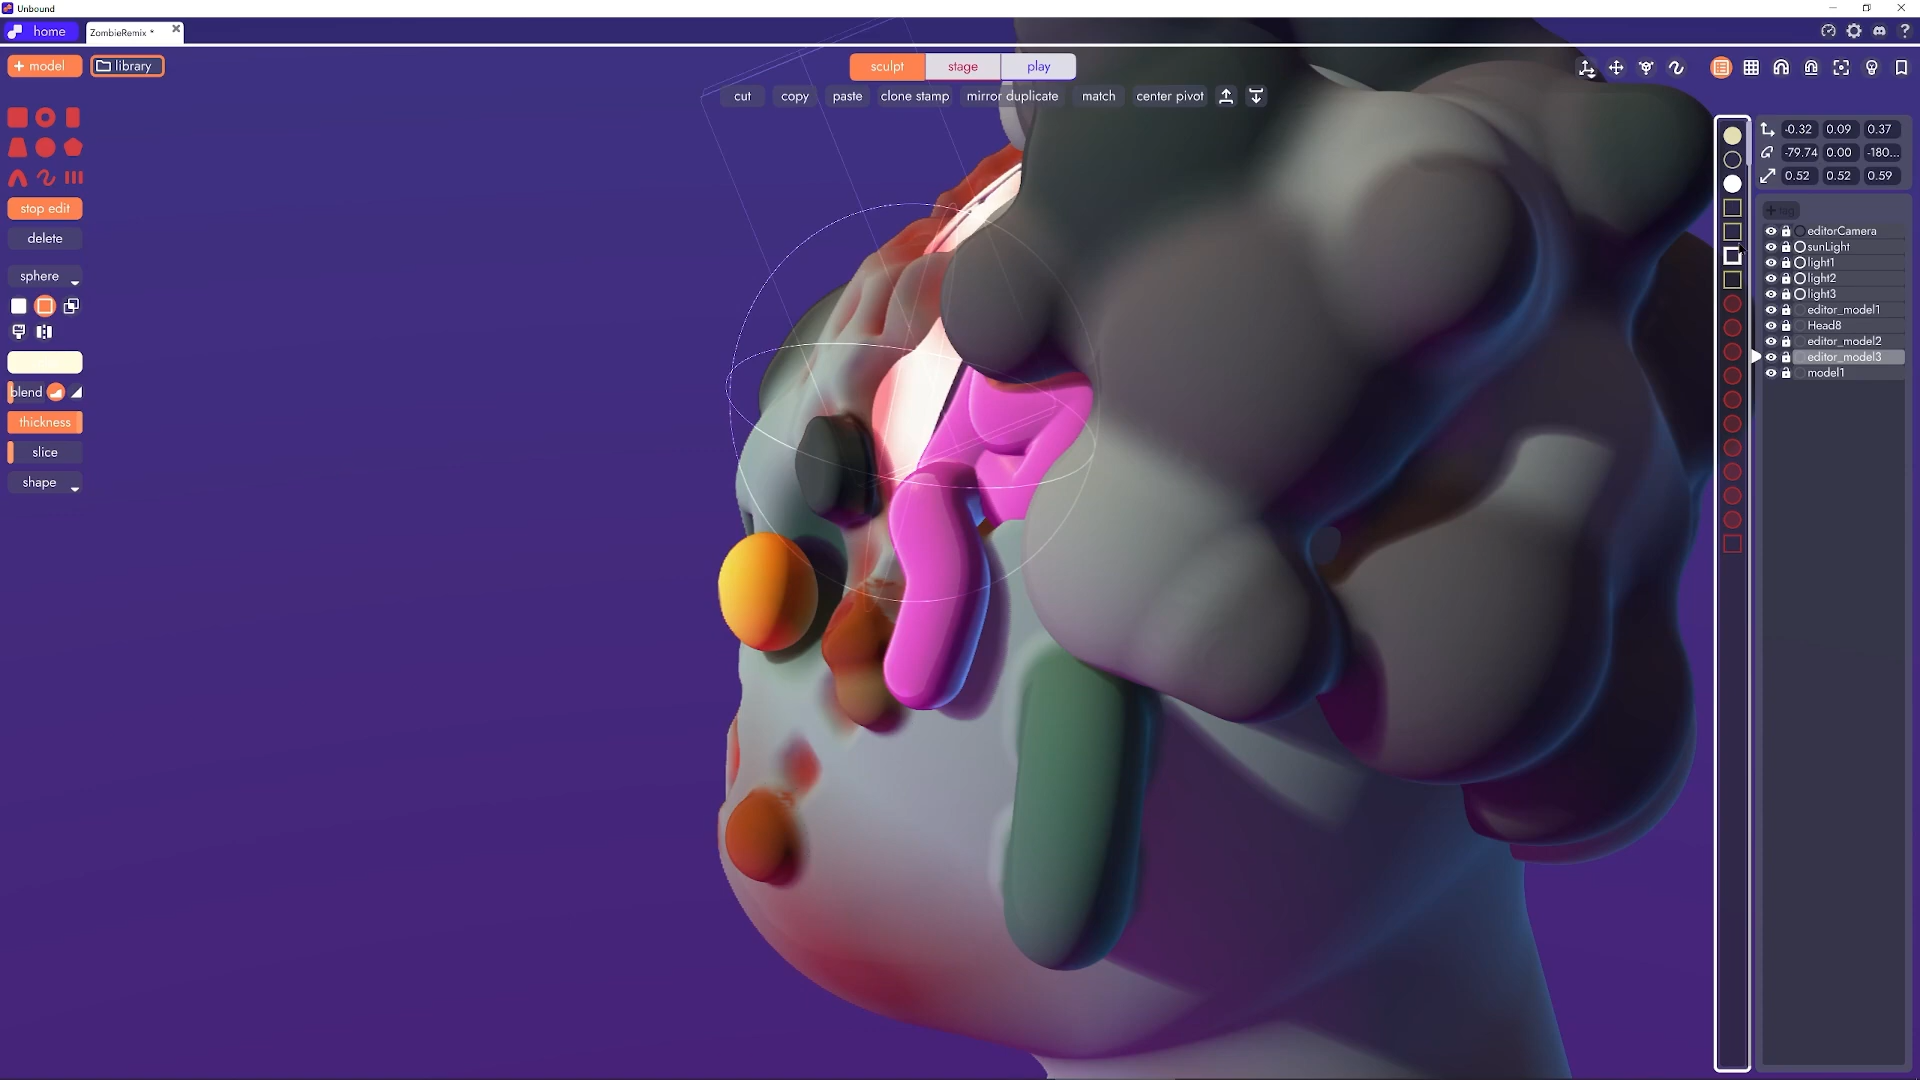 Unbound
home
ZombieRemix *
+ model
library
sculpt
stage
play
cut
copy
paste
clone stamp
mirror duplicate
match
center pivot
stop edit
delete
sphere
blend
thickness
slice
shape
-0.32 0.09 0.37
-79.74 0.00 -180...
0.52 0.52 0.59
+ tag
editorCamera
sunLight
light1
light2
light3
editor_model1
Head8
editor_model2
editor_model3
model1